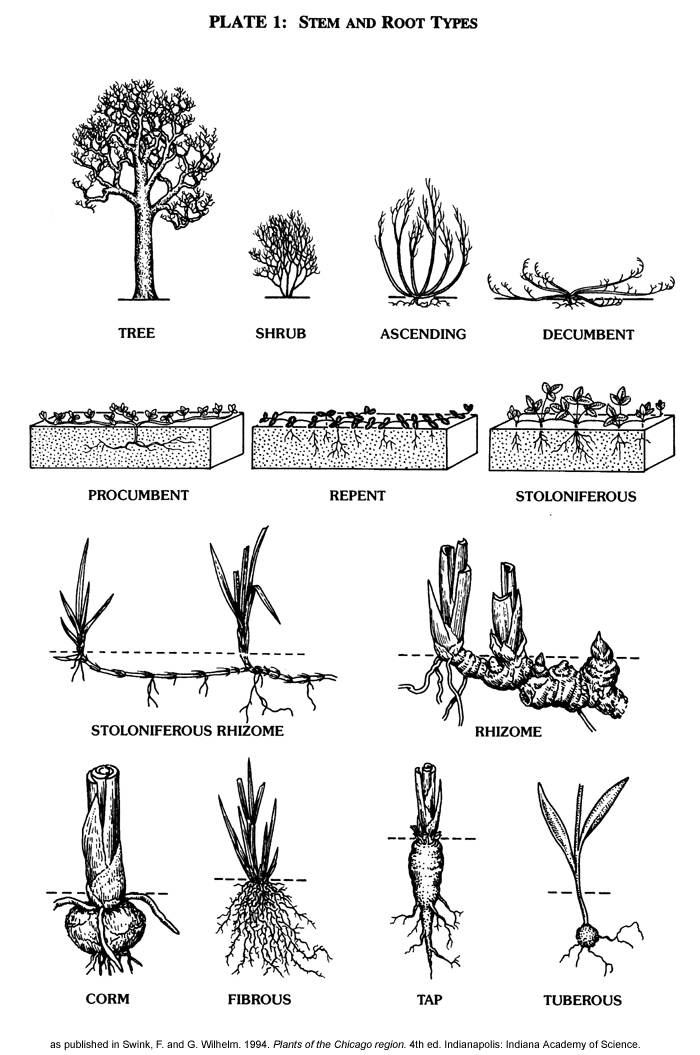 PLATE 1: STEM AND ROOT TYPES
TREE
SHRUB
ASCENDING
DECUMBENT
PROCUMBENT
REPENT
STOLONIFEROUS
STOLONIFEROUS RHIZOME
RHIZOME
CORM
FIBROUS
TAP
TUBEROUS
as published in Swink, F. and G. Wilhelm. 1994. Plants of the Chicago region. 4th ed. Indianapolis: Indiana Academy of Science.